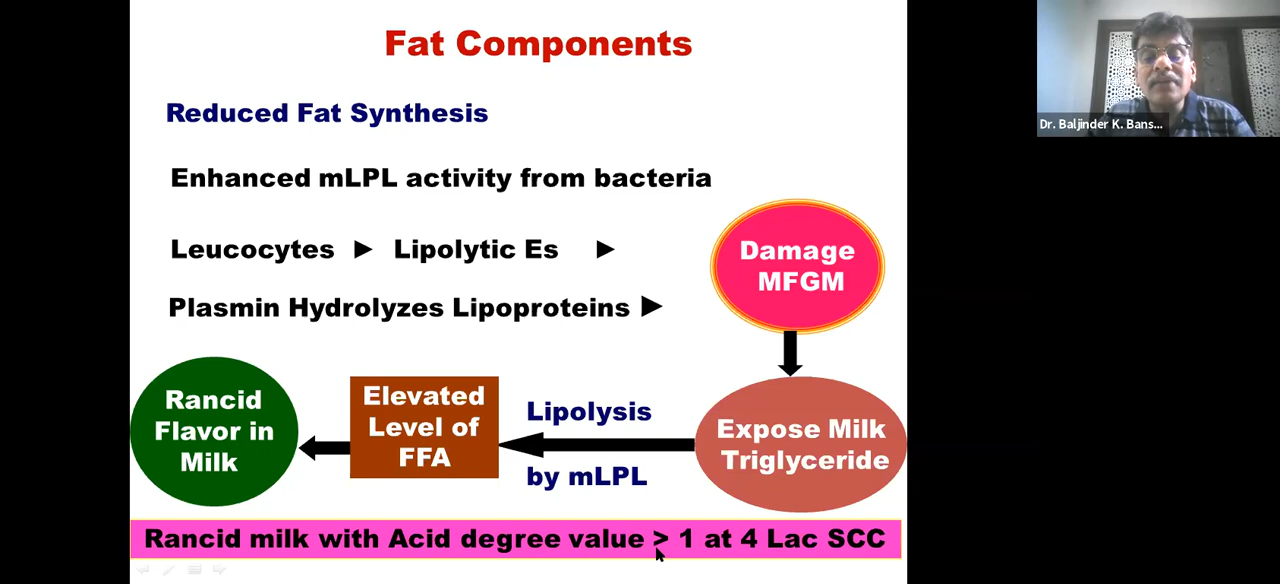 Fat Components
Reduced Fat Synthesis
Enhanced mLPL activity from bacteria
Leucocytes ► Lipolytic Es ►
Plasmin Hydrolyzes Lipoproteins ►
Damage
MFGM
Expose Milk
Triglyceride
Lipolysis
by mLPL
Elevated
Level of
FFA
Rancid
Flavor in
Milk
Rancid milk with Acid degree value > 1 at 4 Lac SCC
Dr. Baljinder K. Bans...